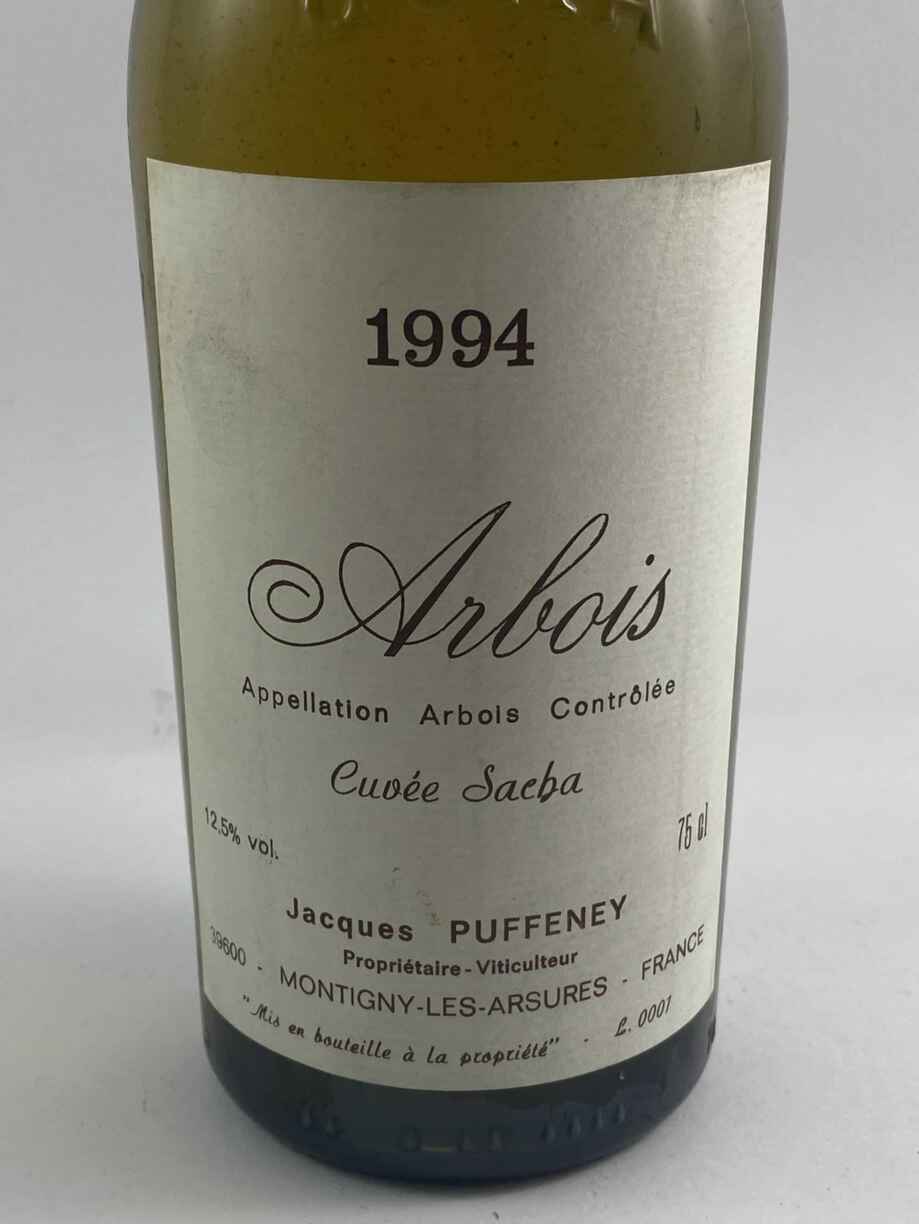 1994
Arbois
Appellation Arbois Contrôlée
Cuvée Sacba
12,5% vol.
75 cl
Jacques PUFFENEY
Propriétaire-Viticulteur
39600 - MONTIGNY-LES-ARSURES - FRANCE
"Mis en bouteille à la propriété" - L. 0001